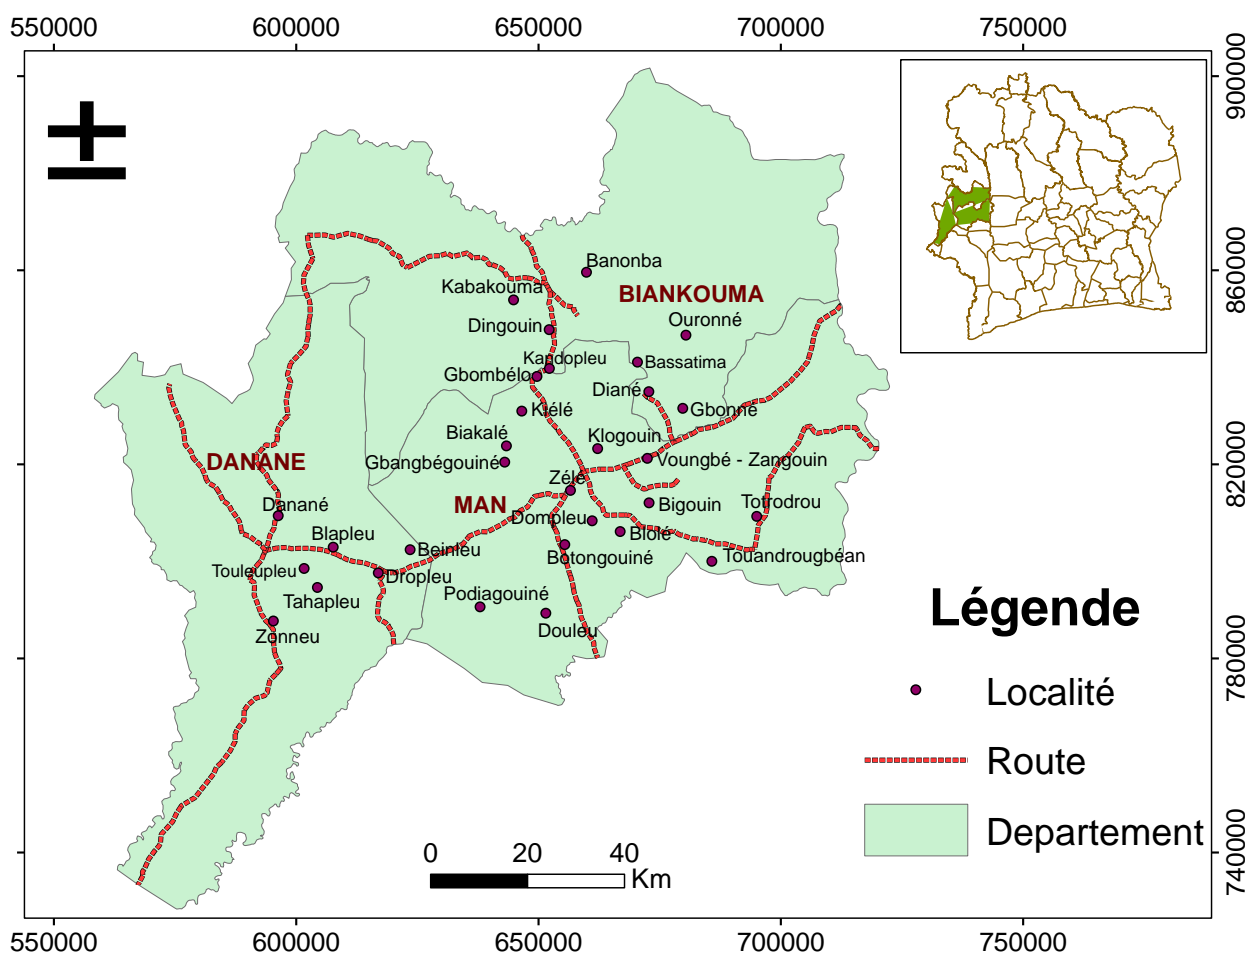 550000
600000
650000
700000
750000
900000
860000
820000
780000
740000
Banonba
Kabakouma
BIANKOUMA
Ouronné
Dingouin
Kandopleu
Bassatima
Gbombélo
Diané
Kiélé
Gbonne
Biakalé
Klogouin
Gbangbégouiné
Voungbé - Zangouin
DANANE
Zélé
MAN
Danané
Bigouin
Totrodrou
Dompleu
Blapleu
Blolé
Beinleu
Botongouiné
Touandrougbéan
Touleupleu
Dropleu
Tahapleu
Podiagouiné
Zonneu
Douleu
Légende
Localité
Route
Departement
0 20 40
Km
550000
600000
650000
700000
750000